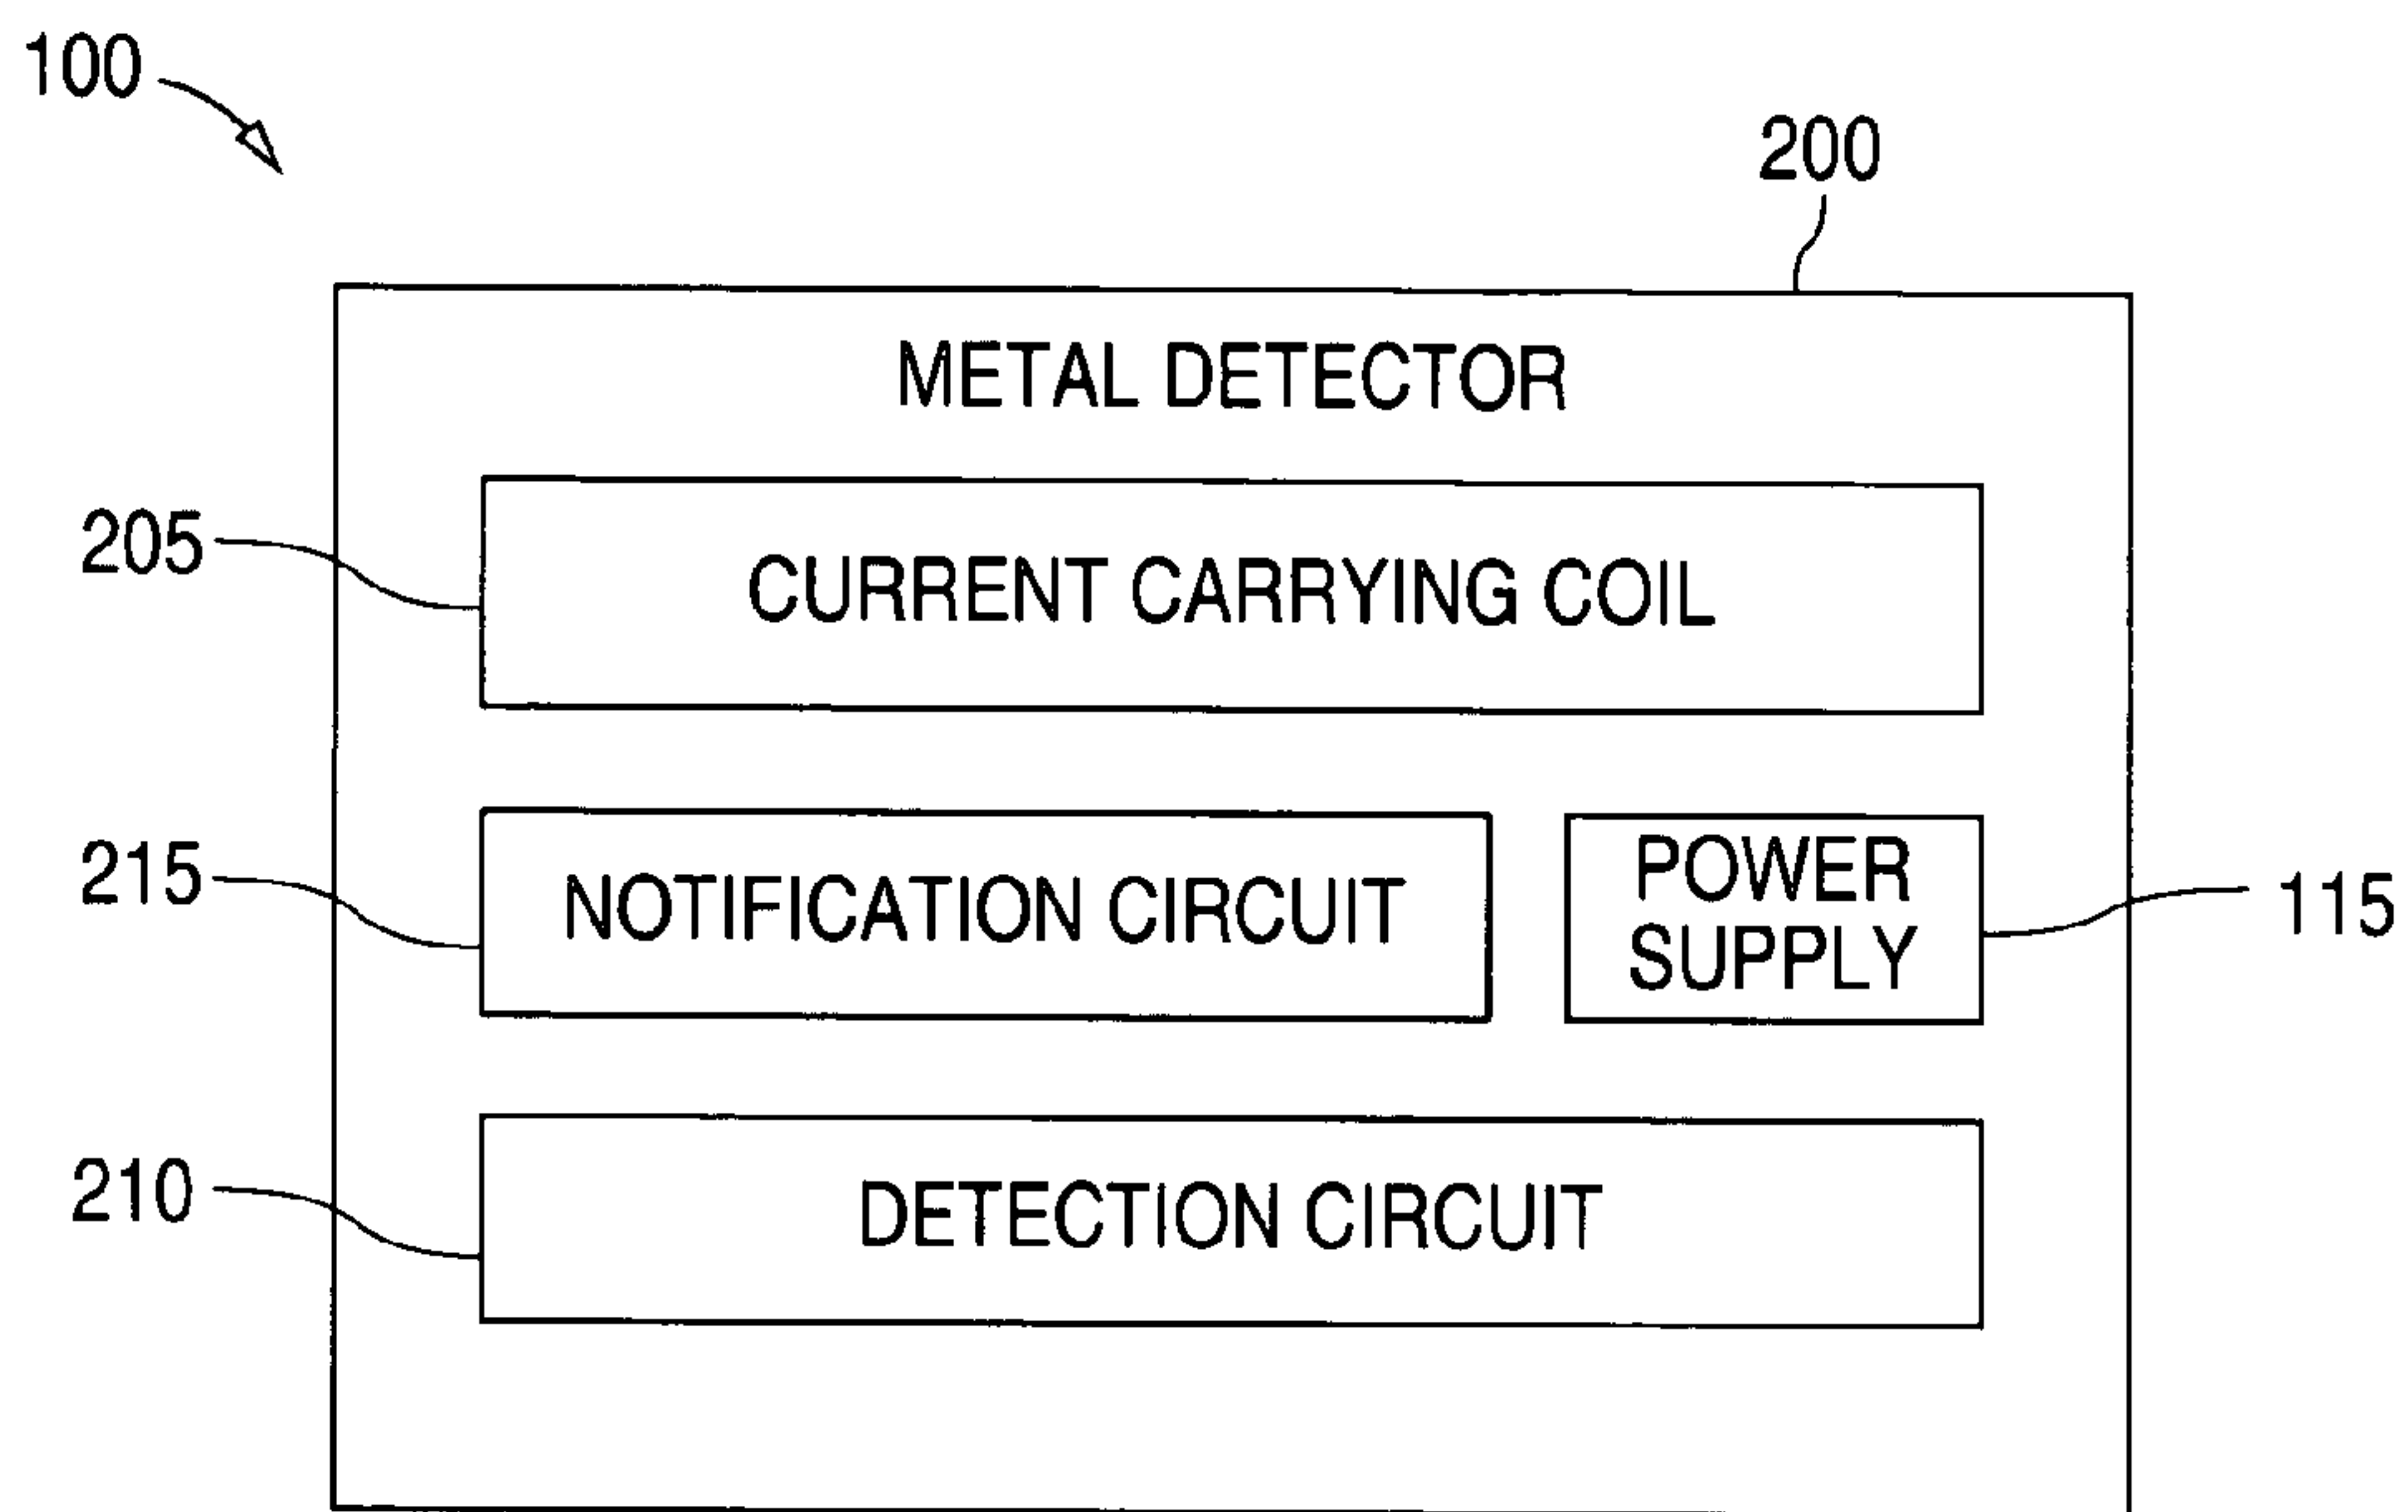 100
200
METAL DETECTOR
205
CURRENT CARRYING COIL
215
NOTIFICATION CIRCUIT
POWER
SUPPLY
115
210
DETECTION CIRCUIT